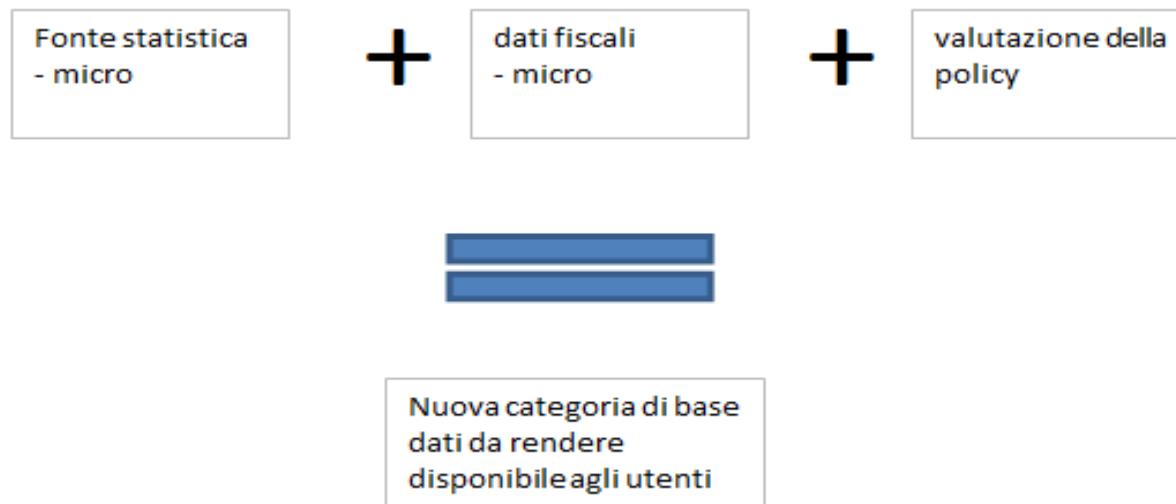 Fonte statistica
- micro
+
dati fiscali
- micro
+
valutazione della
policy
Nuova categoria di base
dati da rendere
disponibile agli utenti